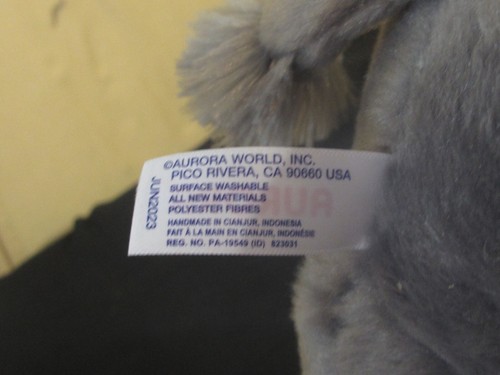 ©AURORA WORLD, INC.
PICO RIVERA, CA 90660 USA
SURFACE WASHABLE
ALL NEW MATERIALS
POLYESTER FIBRES
HANDMADE IN CIANJUR, INDONESIA
FAIT À LA MAIN EN CIANJUR, INDONÉSIE
REG. NO. PA-19549 (ID) 823031
JUN2023